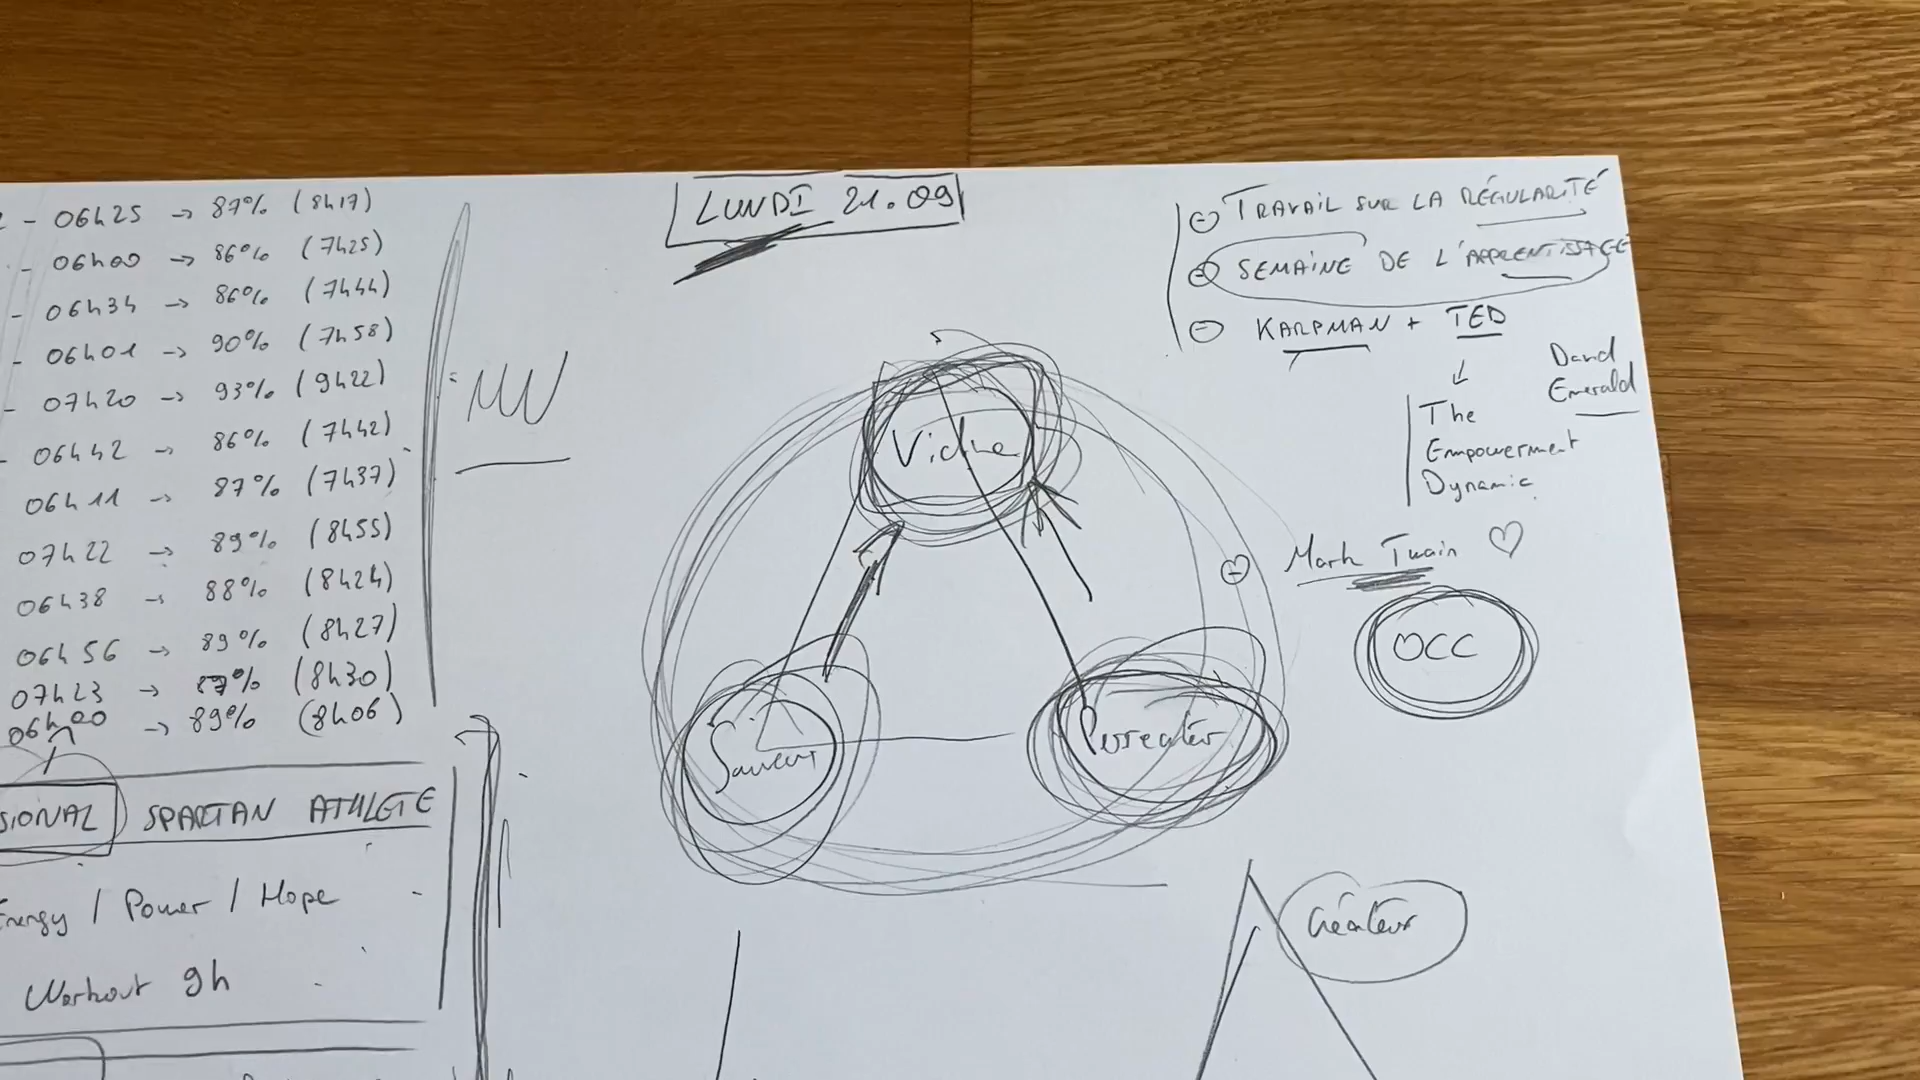 - 06h25 → 87% (8h17)
- 06h00 → 86% (7h25)
- 06h34 → 86% (7h44)
- 06h01 → 90% (7h58)
- 07h20 → 93% (9h22)
- 06h42 → 86% (7h42)
06h11 → 87% (7h37)
07h22 → 89% (8h55)
06h38 → 88% (8h24)
06h56 → 89% (8h27)
07h23 → 87% (8h30)
06h00 → 89% (8h06)
SIONAL SPARTAN ATHLETE
Energy / Power / Hope
Workout 9h
LUNDI 21.09
Victime
Sauveur
Persécuteur
Créateur
TRAVAIL SUR LA RÉGULARITÉ
SEMAINE DE L'APPRENTISSAGE
KARPMAN + TED
David
Emerald
The
Empowerment
Dynamic
Mark Twain ♡
OCC